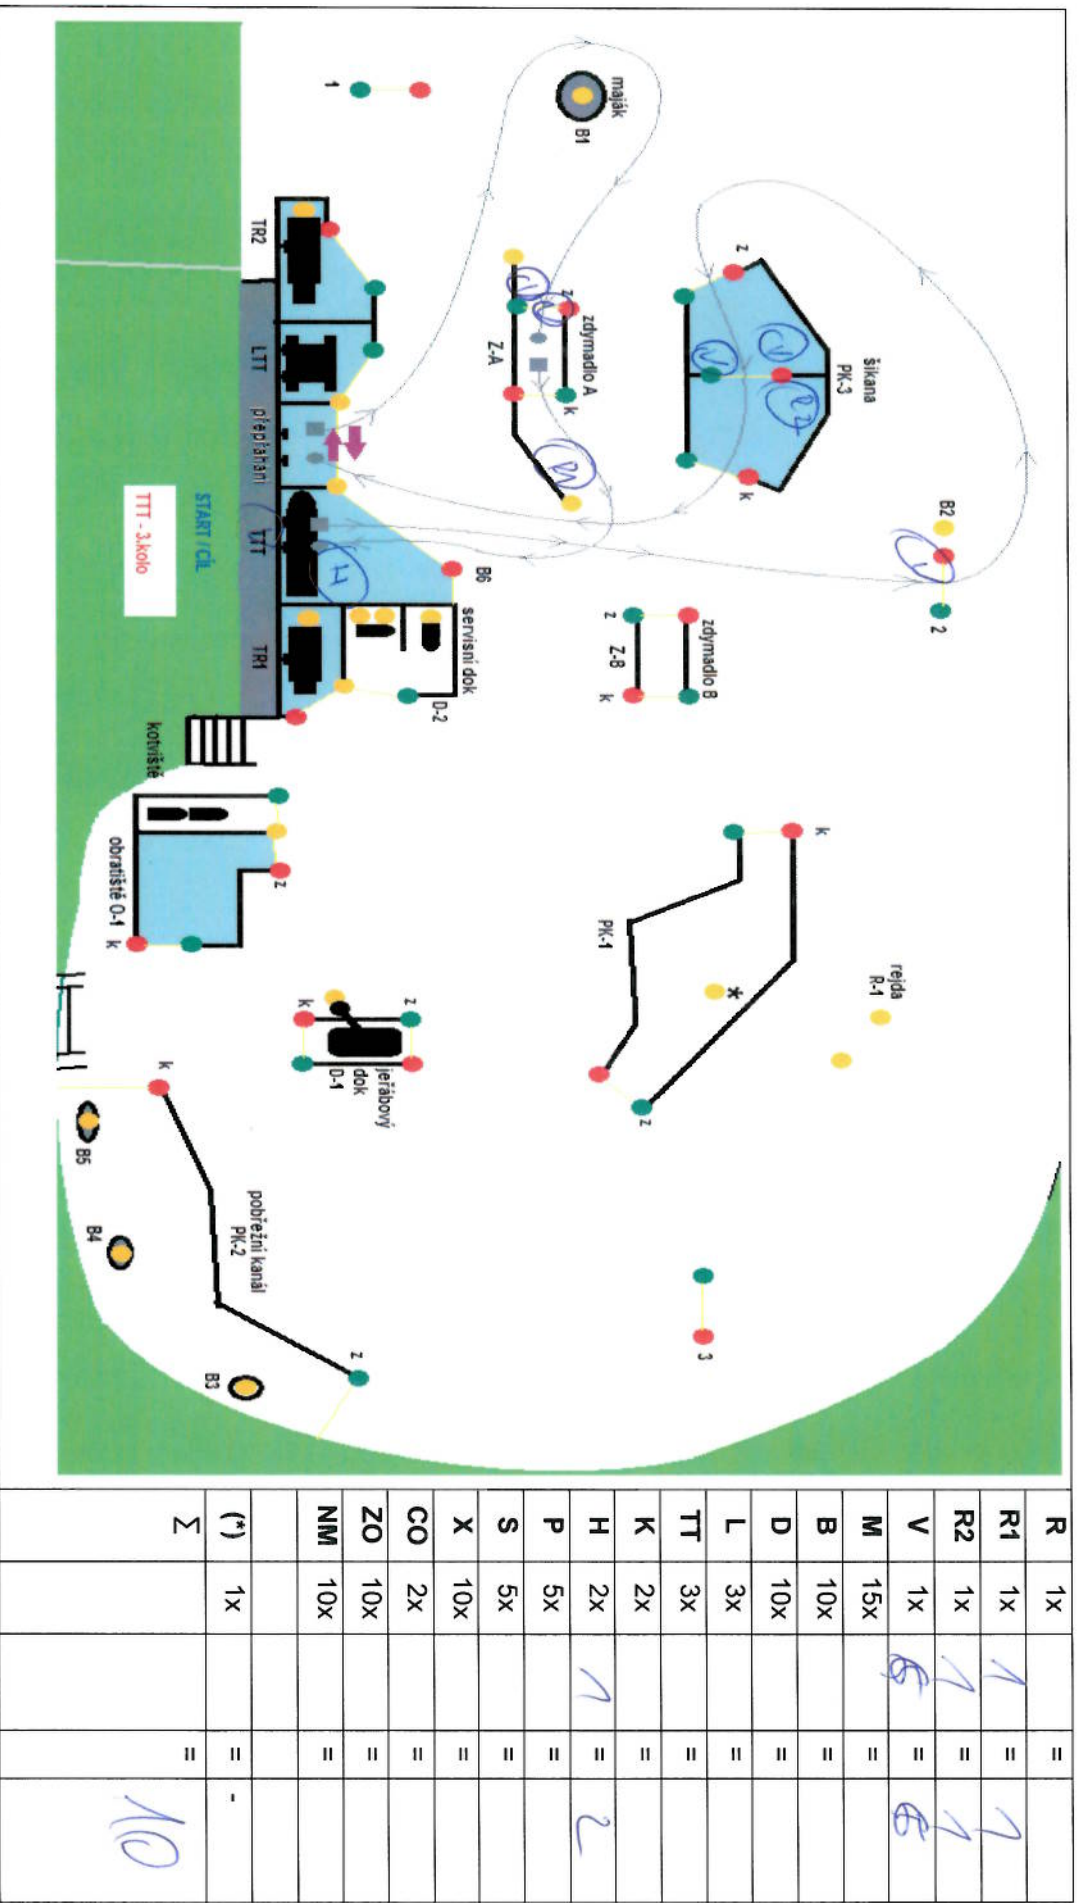 B2
2
rejda
R-1
šikana
PK-3
V
V
R2
z
k
k
*
z
3
zdymadlo B
z
Z-B
k
PK-1
maják
B1
zdymadlo A
z
k
V
R1
Z-A
B6
servisní dok
D-2
H
1
TR2
LTT
přepřahání
TTT
TR1
START / CÍL
TTT - 3.kolo
kotviště
z
obratiště O-1
k
z
k
jeřábový
dok
D-1
z
pobřežní kanál
PK-2
k
B3
B4
B5
R 1x =
R1 1x 1 = 1
R2 1x 1 = 1
V 1x 6 = 6
M 15x =
B 10x =
D 10x =
L 3x =
TT 3x =
K 2x =
H 2x 1 = 2
P 5x =
S 5x =
X 10x =
CO 2x =
ZO 10x =
NM 10x =
(*) 1x = -
Σ = 10